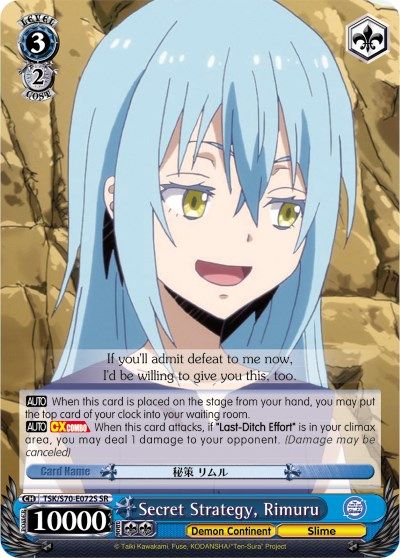 LEVEL
3
2
COST
If you'll admit defeat to me now,
I'd be willing to give you this, too.
AUTO When this card is placed on the stage from your hand, you may put
the top card of your clock into your waiting room.
AUTO CXCOMBO When this card attacks, if "Last-Ditch Effort" is in your climax
area, you may deal 1 damage to your opponent. (Damage may be
canceled)
Card Name 秘策 リムル
CH TSK/S70-E072S SR
POWER 10000 SOUL Secret Strategy, Rimuru
Demon Continent Slime
© Taiki Kawakami, Fuse, KODANSHA/"Ten-Sura" Project